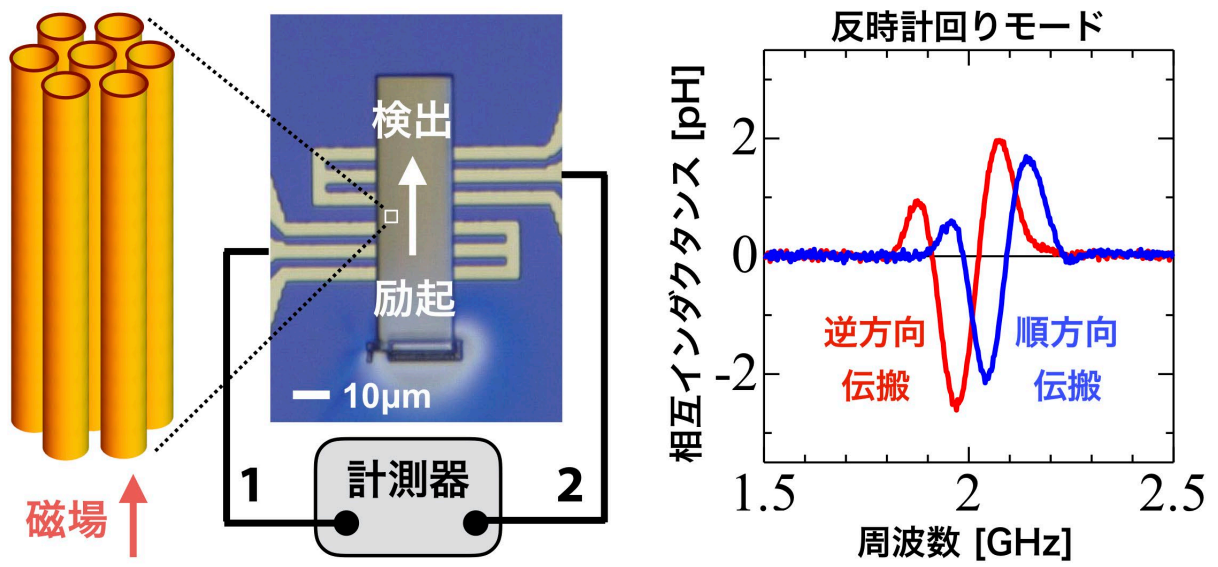 検出
励起
10μm
磁場
1
計測器
2
反時計回りモード
相互インダクタンス [pH]
2
0
-2
逆方向
伝搬
順方向
伝搬
1.5
2
2.5
周波数 [GHz]